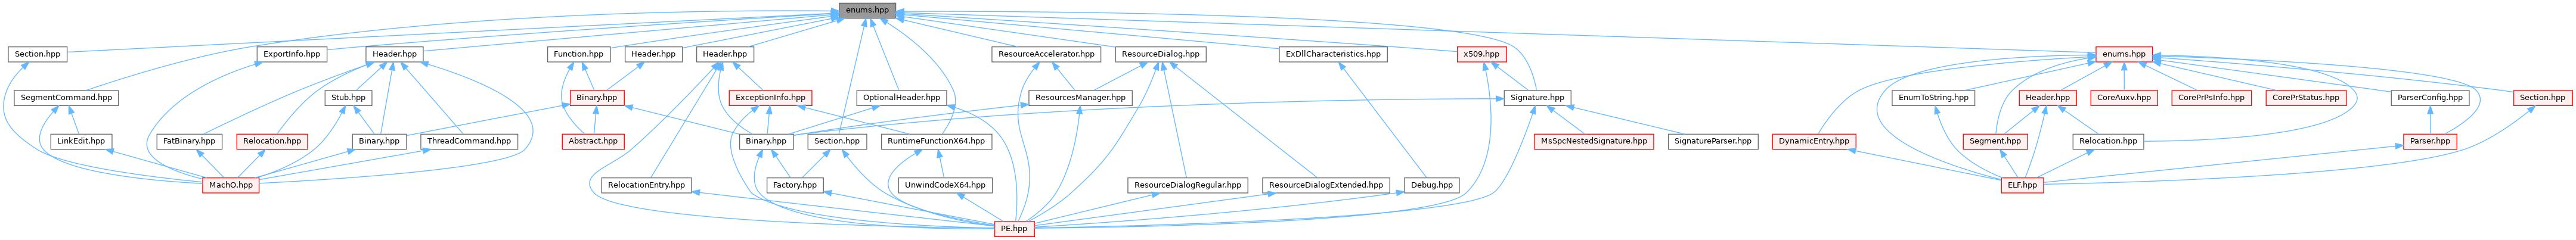 enums.hpp
Section.hpp
ExportInfo.hpp
Header.hpp
Function.hpp
Header.hpp
Header.hpp
ResourceAccelerator.hpp
ResourceDialog.hpp
ExDllCharacteristics.hpp
x509.hpp
enums.hpp
SegmentCommand.hpp
Stub.hpp
Binary.hpp
ExceptionInfo.hpp
OptionalHeader.hpp
ResourcesManager.hpp
Signature.hpp
EnumToString.hpp
Header.hpp
CoreAuxv.hpp
CorePrPsInfo.hpp
CorePrStatus.hpp
ParserConfig.hpp
Section.hpp
LinkEdit.hpp
FatBinary.hpp
Relocation.hpp
Binary.hpp
ThreadCommand.hpp
Abstract.hpp
Binary.hpp
Section.hpp
RuntimeFunctionX64.hpp
MsSpcNestedSignature.hpp
SignatureParser.hpp
DynamicEntry.hpp
Segment.hpp
Relocation.hpp
Parser.hpp
MachO.hpp
RelocationEntry.hpp
Factory.hpp
UnwindCodeX64.hpp
ResourceDialogRegular.hpp
ResourceDialogExtended.hpp
Debug.hpp
ELF.hpp
PE.hpp